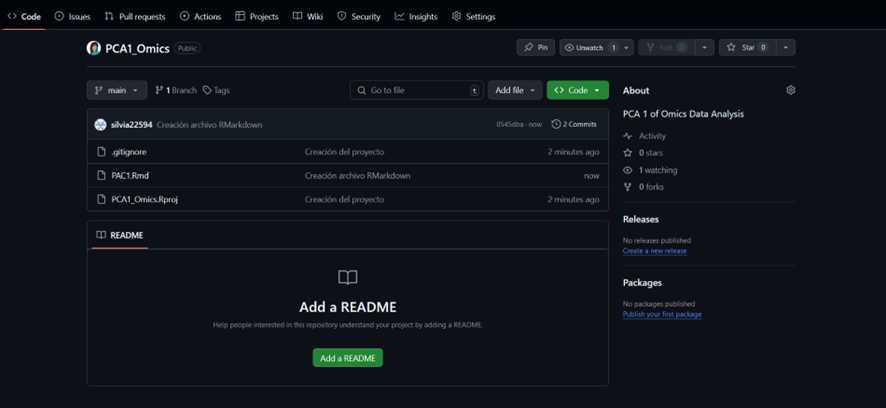 Code Issues Pull requests Actions Projects Wiki Security Insights Settings
PCA1_Omics Public Pin Unwatch 1 Fork 0 Star 0
main 1 Branch Tags Go to file t Add file Code
silvia22594 Creación archivo RMarkdown 0545dba · now 2 Commits
.gitignore Creación del proyecto 2 minutes ago
PAC1.Rmd Creación archivo RMarkdown now
PCA1_Omics.Rproj Creación del proyecto 2 minutes ago
README
Add a README
Help people interested in this repository understand your project by adding a README.
Add a README
About
PCA 1 of Omics Data Analysis
Activity
0 stars
1 watching
0 forks
Releases
No releases published
Create a new release
Packages
No packages published
Publish your first package